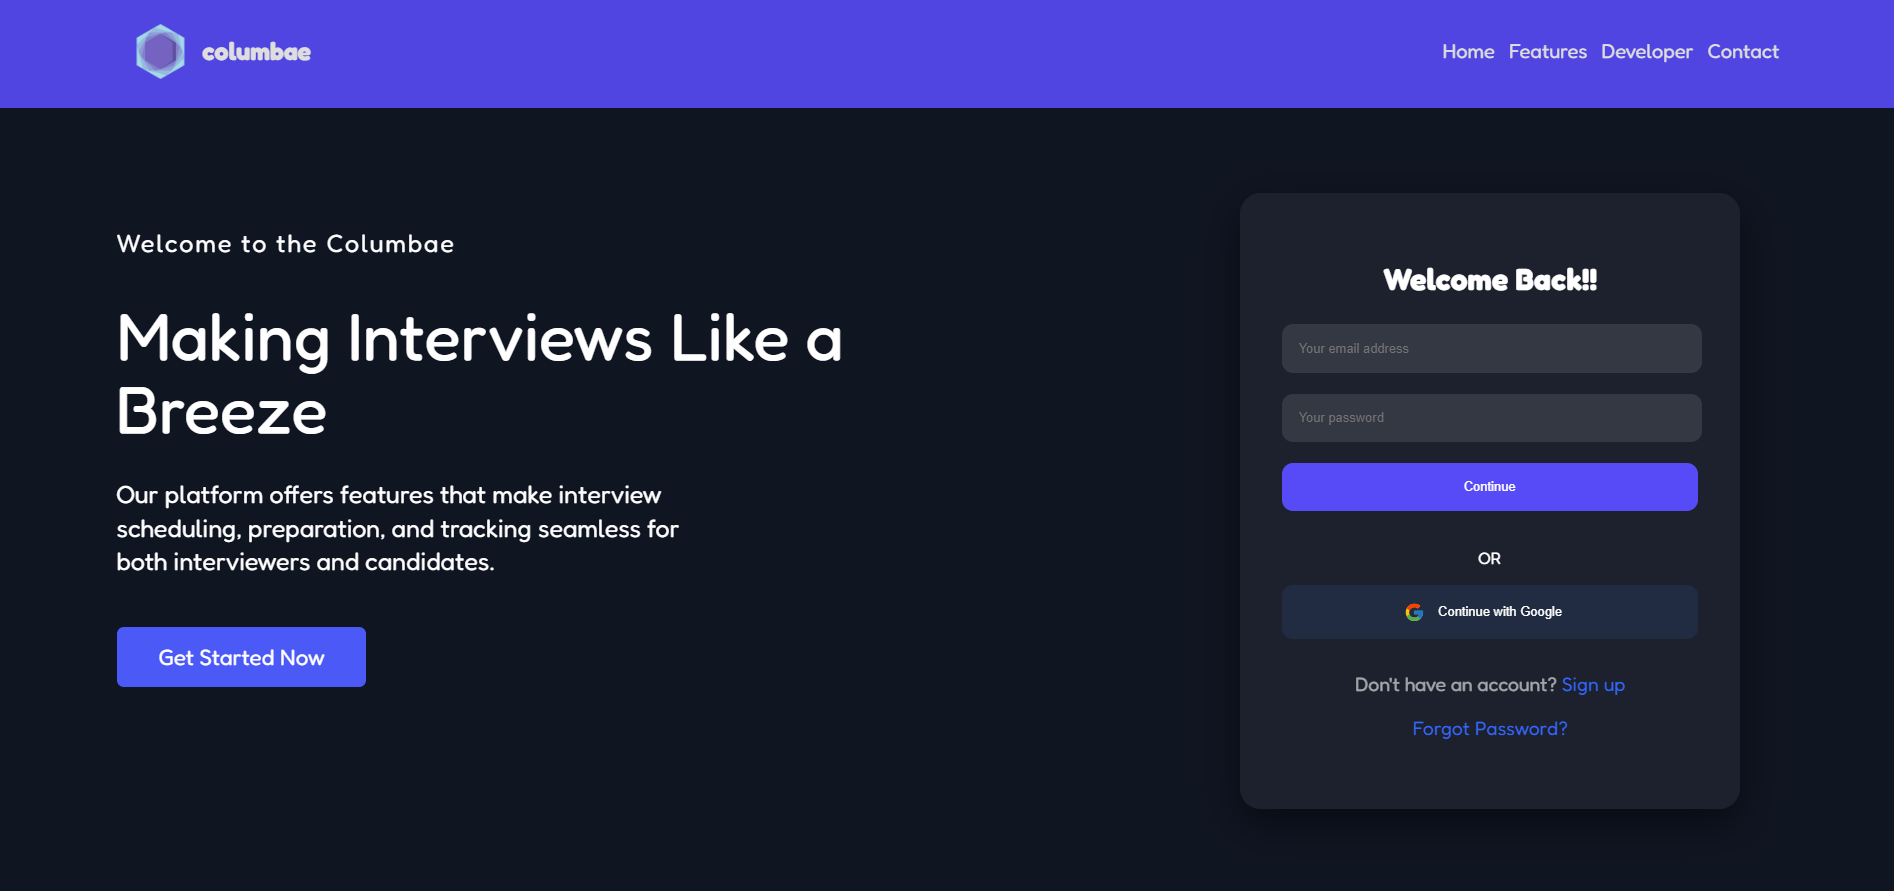 columbae
Home Features Developer Contact
Welcome to the Columbae
Making Interviews Like a
Breeze
Our platform offers features that make interview
scheduling, preparation, and tracking seamless for
both interviewers and candidates.
Get Started Now
Welcome Back!!
Your email address
Your password
Continue
OR
Continue with Google
Don't have an account? Sign up
Forgot Password?